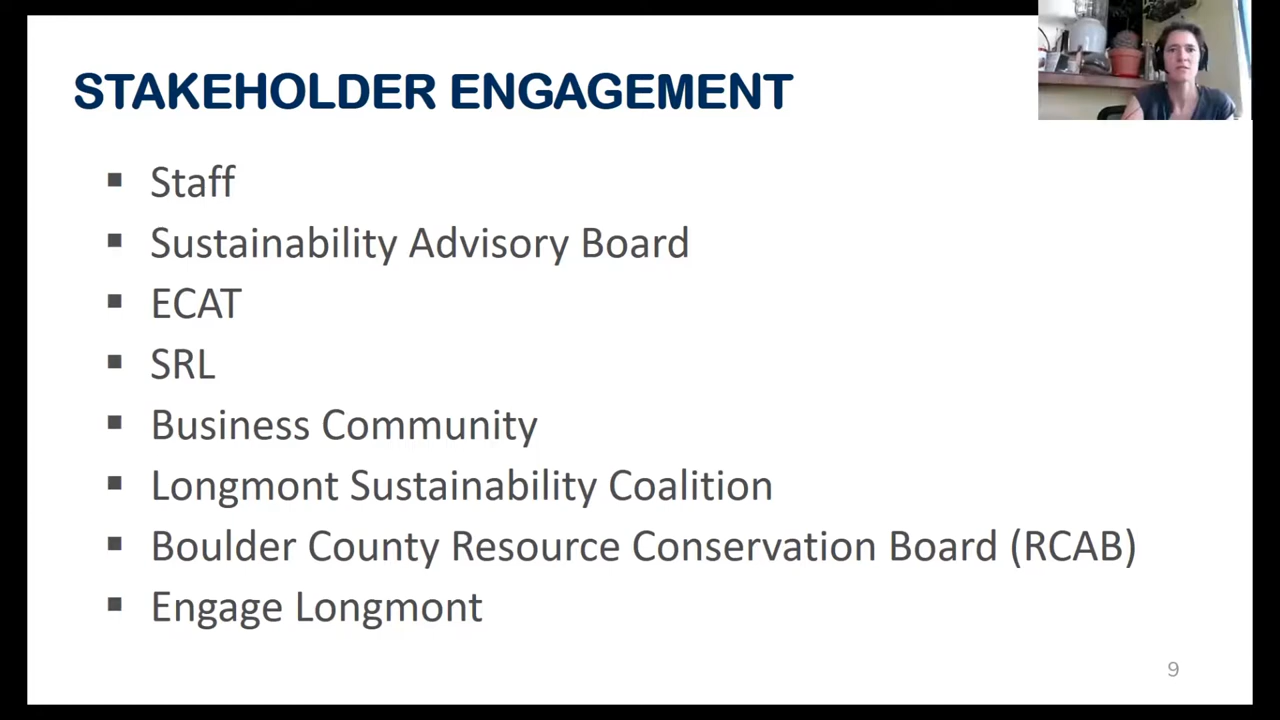 STAKEHOLDER ENGAGEMENT
▪ Staff
▪ Sustainability Advisory Board
▪ ECAT
▪ SRL
▪ Business Community
▪ Longmont Sustainability Coalition
▪ Boulder County Resource Conservation Board (RCAB)
▪ Engage Longmont
9